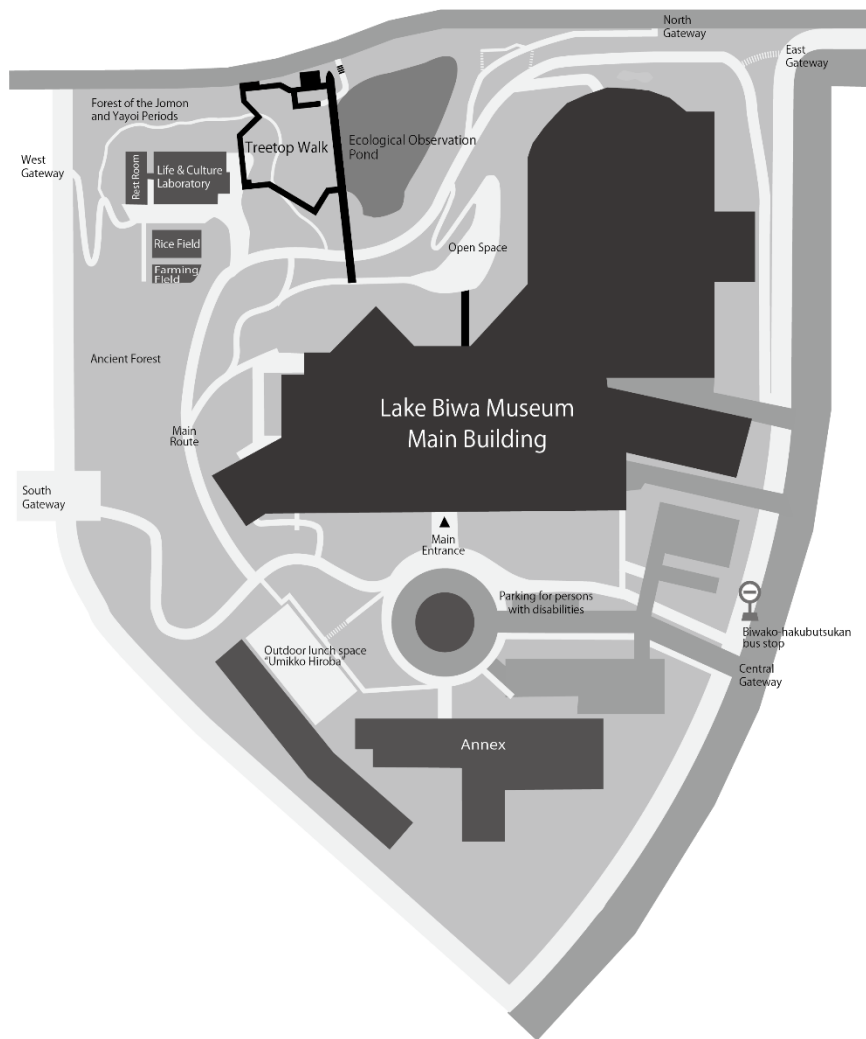 North
Gateway
East
Gateway
Forest of the Jomon
and Yayoi Periods
Treetop Walk
Ecological Observation
Pond
West
Gateway
Rest Room
Life & Culture
Laboratory
Rice Field
Farming
Field
Open Space
Ancient Forest
Lake Biwa Museum
Main Building
Main
Route
South
Gateway
Main
Entrance
Parking for persons
with disabilities
Biwako-hakubutsukan
bus stop
Outdoor lunch space
"Umikko Hiroba"
Central
Gateway
Annex